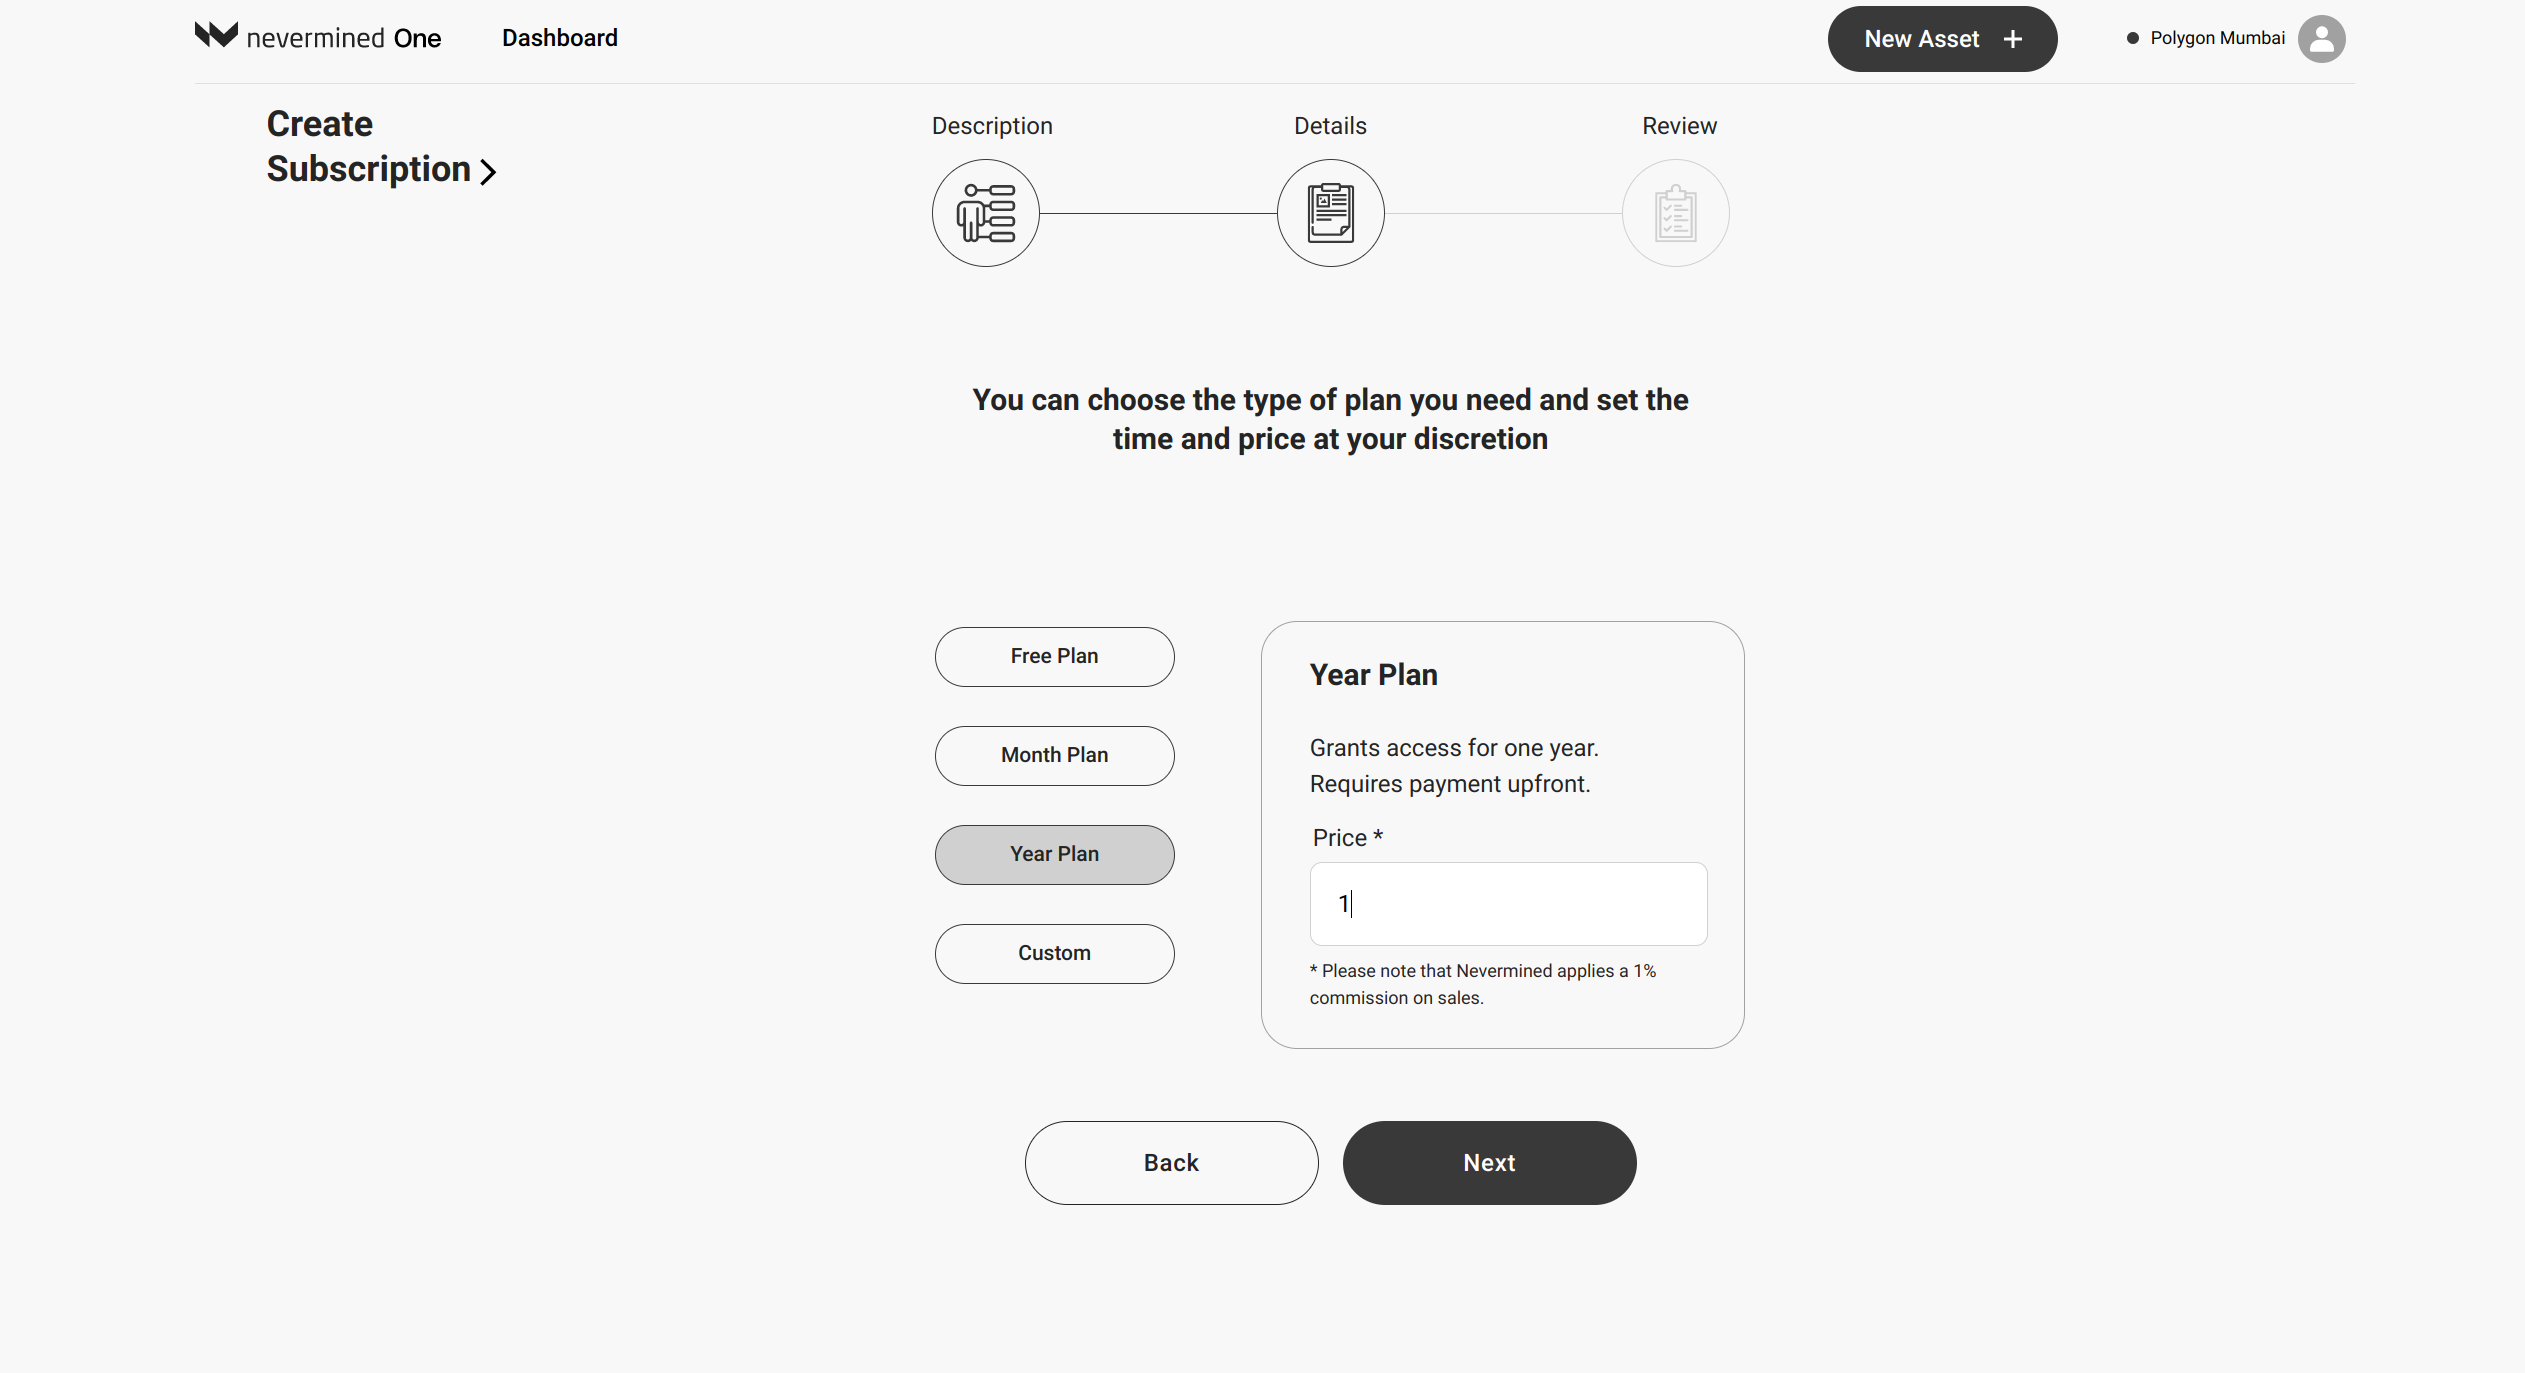 nevermined One
Dashboard
New Asset +
Polygon Mumbai
Create
Subscription
Description
Details
Review
You can choose the type of plan you need and set the
time and price at your discretion
Free Plan
Month Plan
Year Plan
Custom
Year Plan
Grants access for one year.
Requires payment upfront.
Price *
1
* Please note that Nevermined applies a 1%
commission on sales.
Back
Next